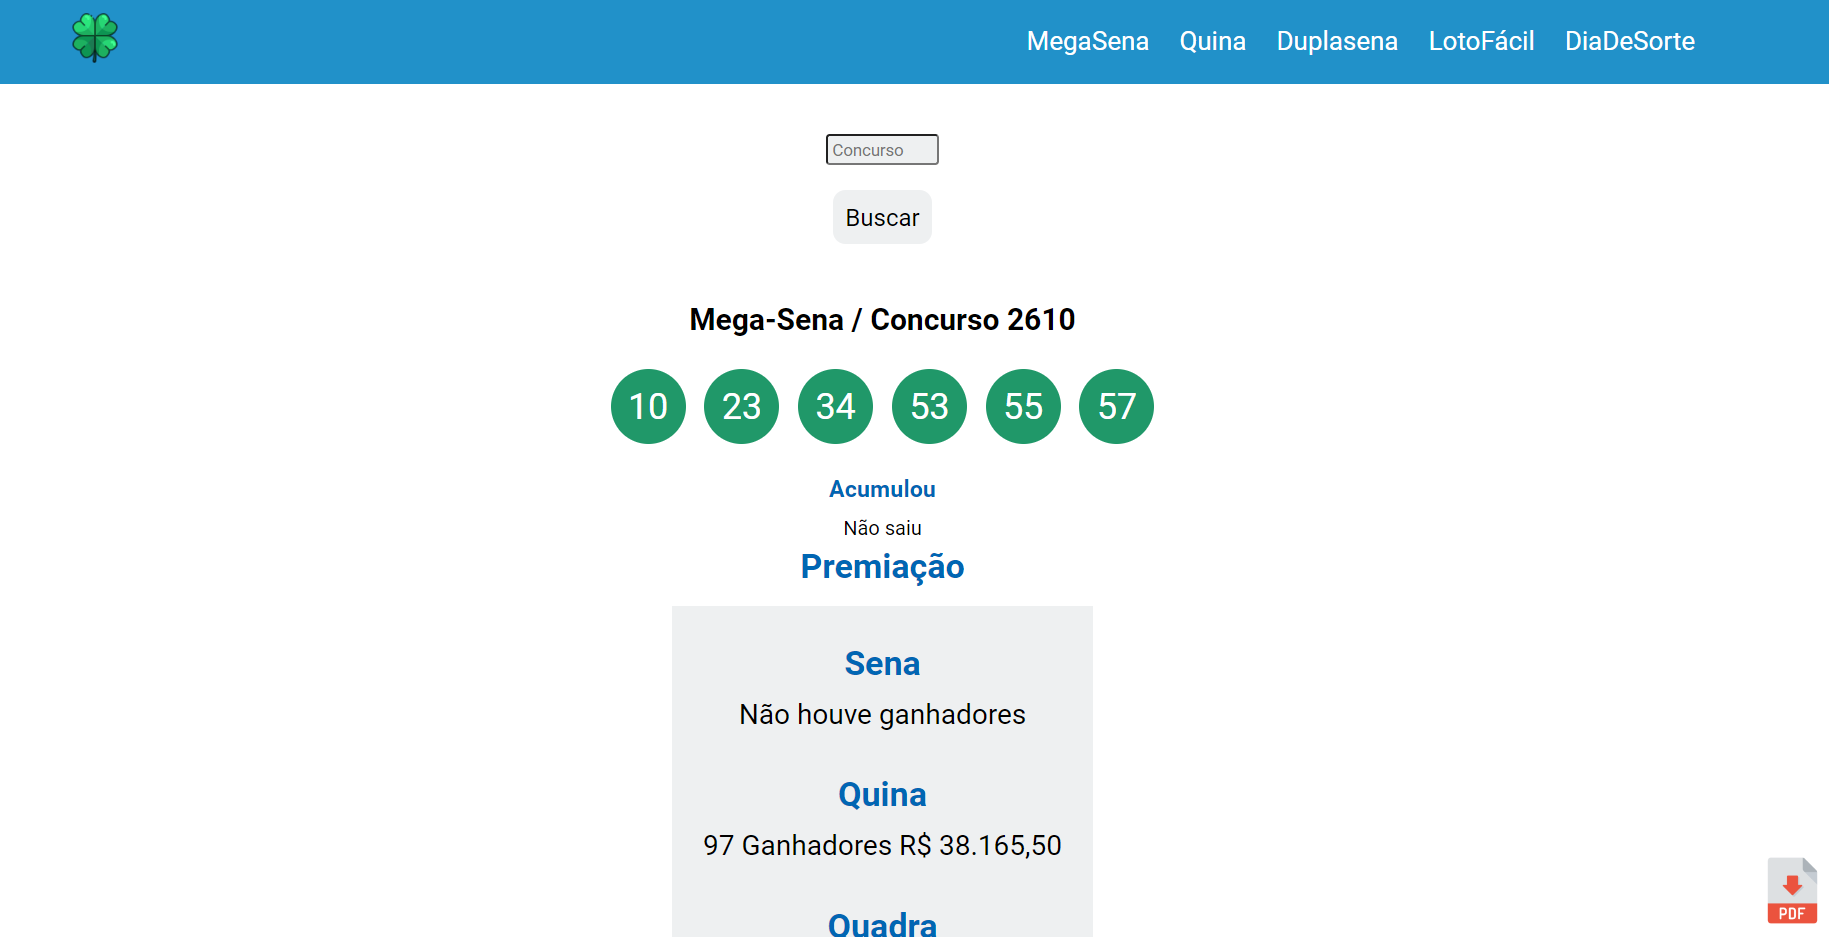 MegaSena Quina Duplasena LotoFácil DiaDeSorte
Concurso
Buscar
Mega-Sena / Concurso 2610
10 23 34 53 55 57
Acumulou
Não saiu
Premiação
Sena
Não houve ganhadores
Quina
97 Ganhadores R$ 38.165,50
Quadra
PDF